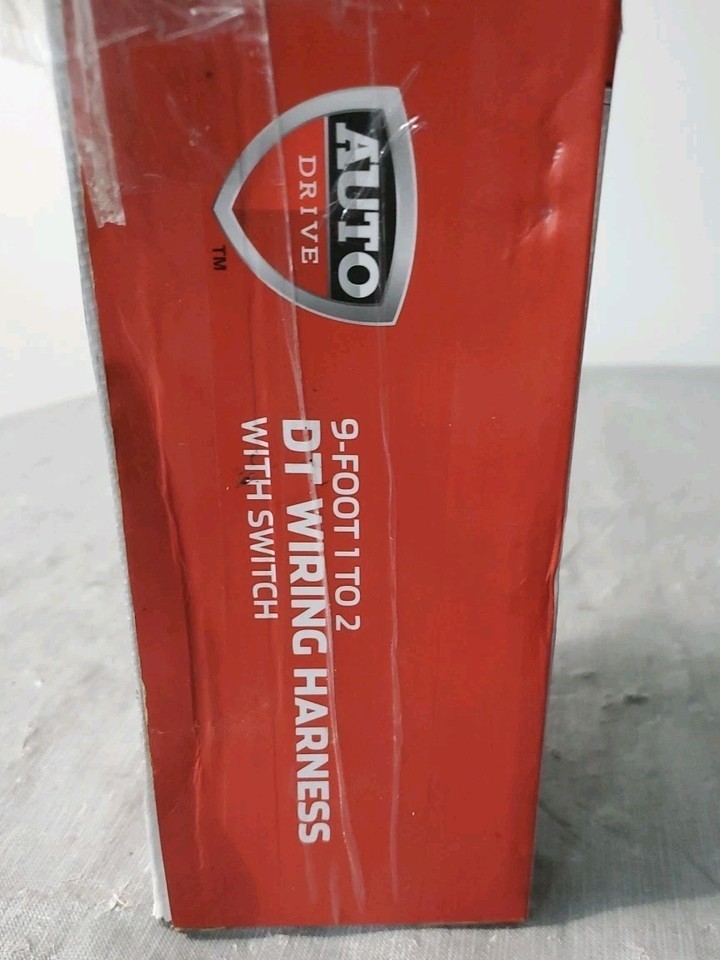 AUTO
DRIVE
TM
9-FOOT 1 TO 2
DT WIRING HARNESS
WITH SWITCH